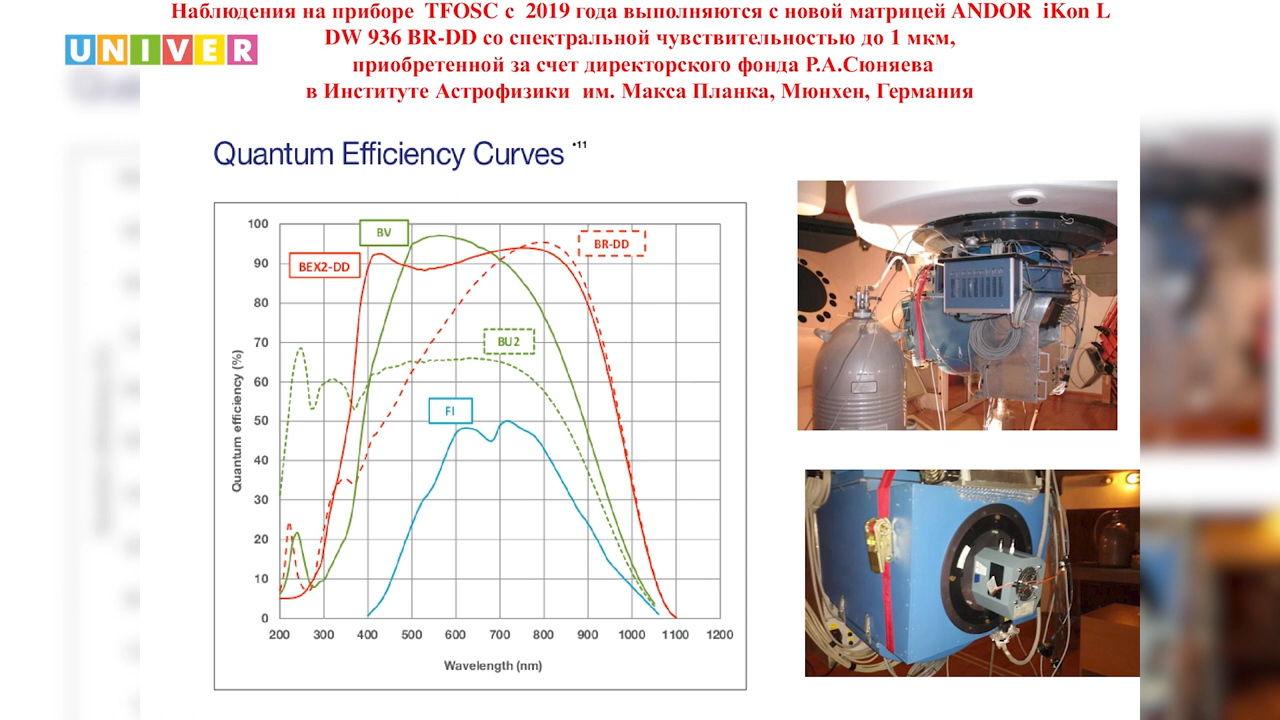 Наблюдения на приборе TFOSC с 2019 года выполняются с новой матрицей ANDOR iKon L
DW 936 BR-DD со спектральной чувствительностью до 1 мкм,
приобретенной за счет директорского фонда Р.А.Сюняева
в Институте Астрофизики им. Макса Планка, Мюнхен, Германия
UNIVER
Quantum Efficiency Curves •11
100
90
80
70
60
50
40
30
20
10
0
Quantum efficiency (%)
BV
BEX2-DD
BR-DD
BU2
FI
200 300 400 500 600 700 800 900 1000 1100 1200
Wavelength (nm)